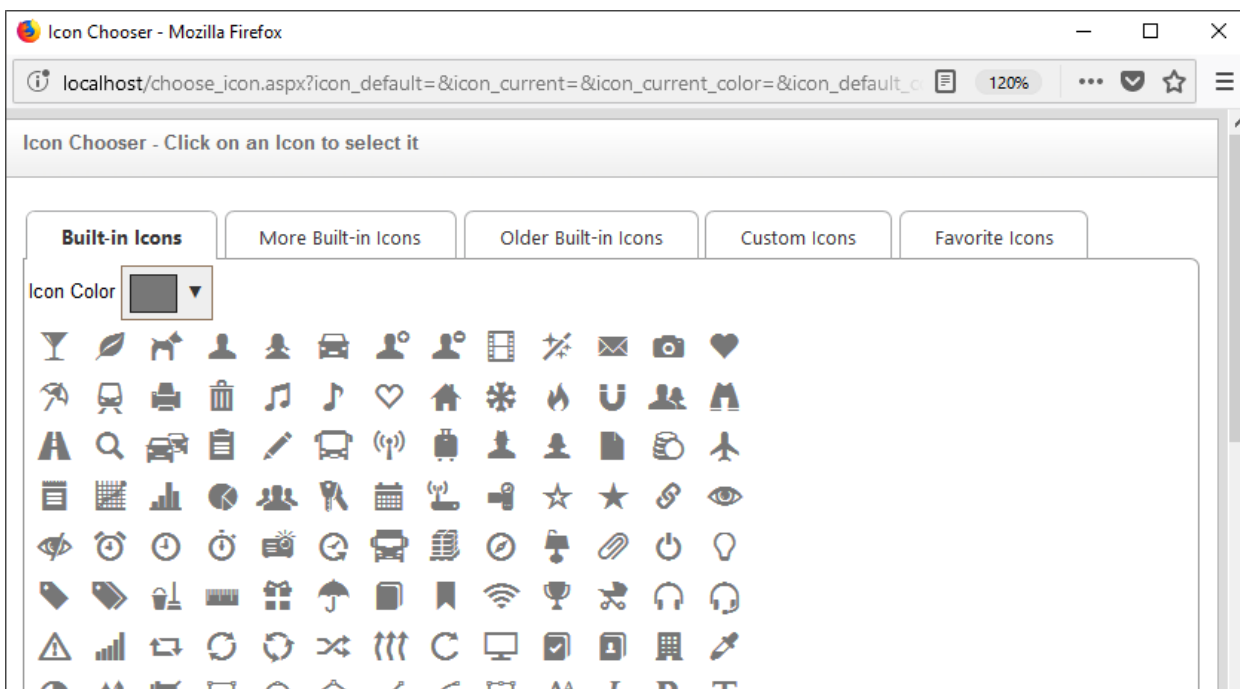 Icon Chooser - Mozilla Firefox
localhost/choose_icon.aspx?icon_default=&icon_current=&icon_current_color=&icon_default_c
120%
Icon Chooser - Click on an Icon to select it
Built-in Icons More Built-in Icons Older Built-in Icons Custom Icons Favorite Icons
Icon Color